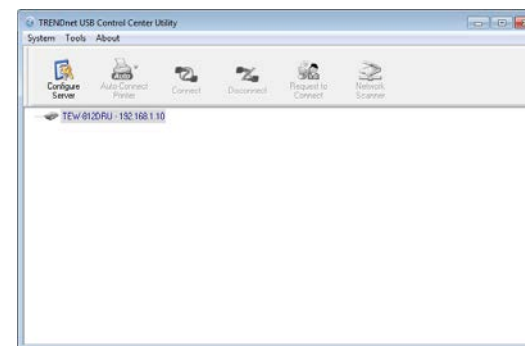 TRENDnet USB Control Center Utility
System Tools About
Configure Server
Auto-Connect Printer
Connect
Disconnect
Request to Connect
Network Scanner
TEW-812DRU - 192.168.1.10